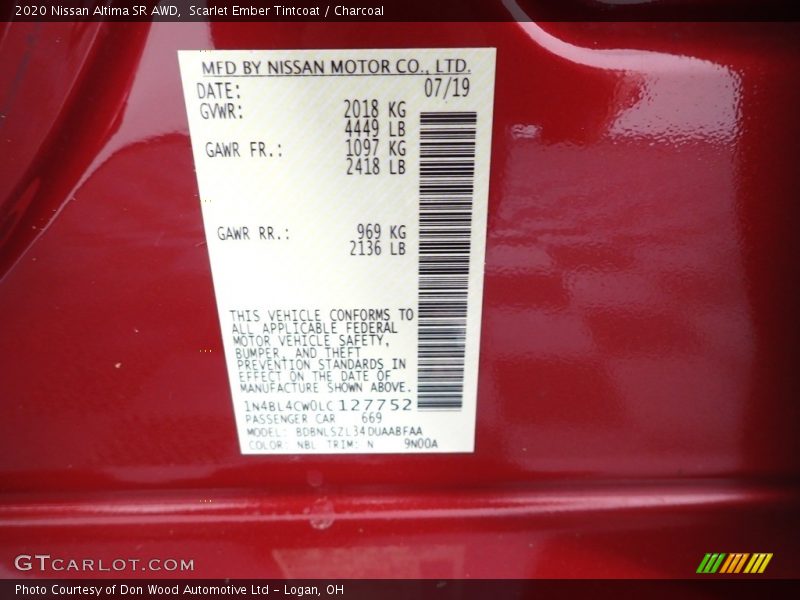 2020 Nissan Altima SR AWD,  Scarlet Ember Tintcoat / Charcoal
MFD BY NISSAN MOTOR CO., LTD.
DATE: 07/19
GVWR: 2018 KG
4449 LB
GAWR FR.: 1097 KG
2418 LB
GAWR RR.: 969 KG
2136 LB
THIS VEHICLE CONFORMS TO
ALL APPLICABLE FEDERAL
MOTOR VEHICLE SAFETY,
BUMPER, AND THEFT
PREVENTION STANDARDS IN
EFFECT ON THE DATE OF
MANUFACTURE SHOWN ABOVE.
1N4BL4CW0LC127752
PASSENGER CAR 669
MODEL: BDBNLSZL34DUAABFAA
COLOR: NBL TRIM: N 9N00A
GTCARLOT.COM
Photo Courtesy of Don Wood Automotive Ltd - Logan, OH